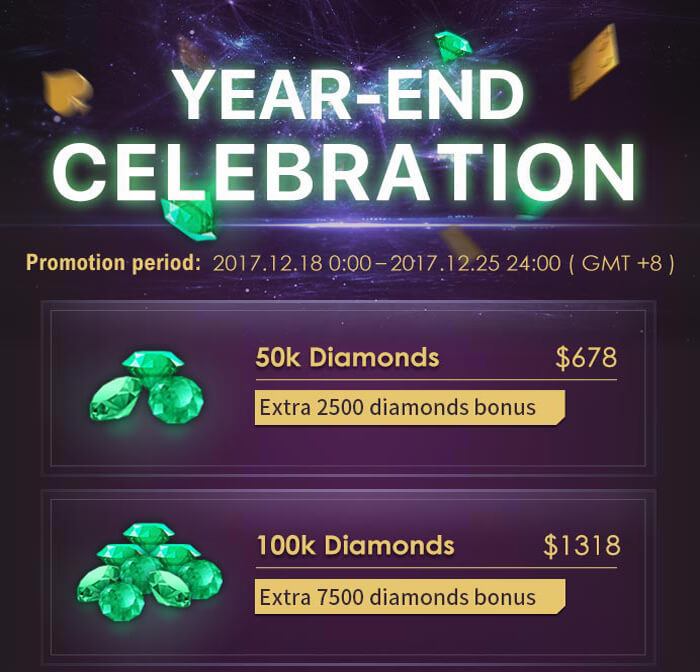 YEAR-END
CELEBRATION
Promotion period: 2017.12.18 0:00–2017.12.25 24:00 ( GMT +8 )
50k Diamonds $678
Extra 2500 diamonds bonus
100k Diamonds $1318
Extra 7500 diamonds bonus